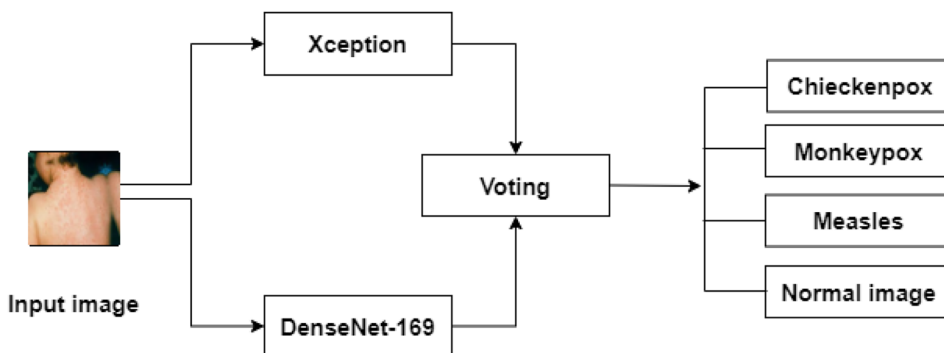 Xception
Chieckenpox
Monkeypox
Voting
Measles
Input image
Normal image
DenseNet-169